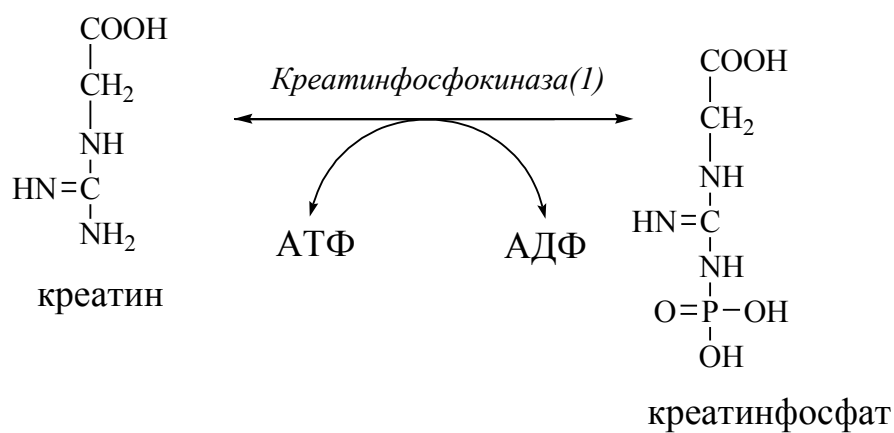 COOH
CH2
NH
HN=C
NH2
креатин
Креатинфосфокиназа(1)
АТФ
АДФ
COOH
CH2
NH
HN=C
NH
O=P-OH
OH
креатинфосфат